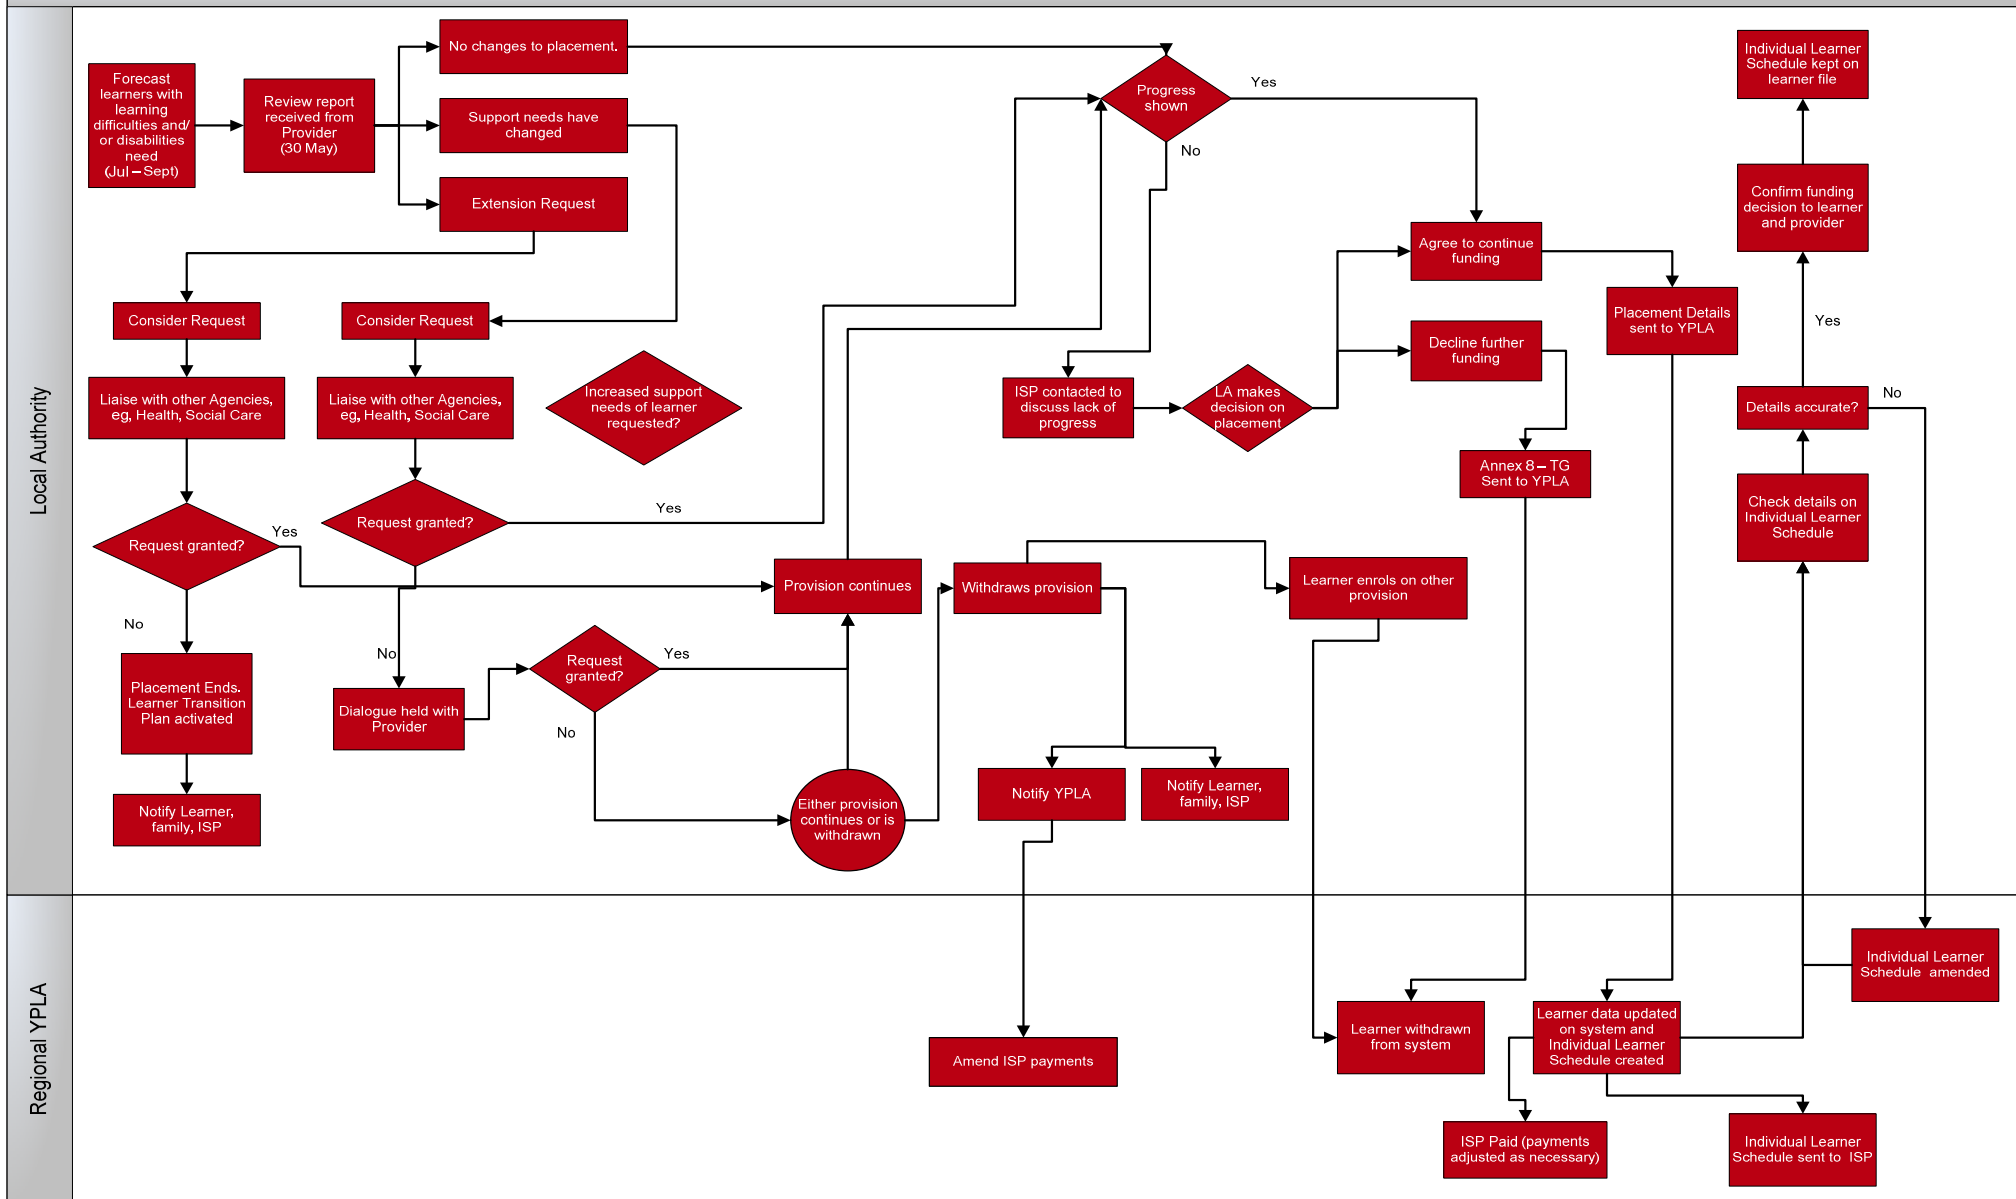 Local Authority
Forecast
learners with
learning
difficulties and/
or disabilities
need
(Jul – Sept)
Review report
received from
Provider
(30 May)
No changes to placement.
Support needs have
changed
Extension Request
Consider Request
Liaise with other Agencies,
eg, Health, Social Care
Request granted?
Yes
No
Placement Ends.
Learner Transition
Plan activated
Notify Learner,
family, ISP
Consider Request
Liaise with other Agencies,
eg, Health, Social Care
Request granted?
Yes
No
Dialogue held with
Provider
Increased support
needs of learner
requested?
Request
granted?
Yes
No
Provision continues
Either provision
continues or is
withdrawn
Withdraws provision
Notify YPLA
Notify Learner,
family, ISP
Learner enrols on other
provision
Progress
shown
Yes
No
ISP contacted to
discuss lack of
progress
LA makes
decision on
placement
Agree to continue
funding
Decline further
funding
Annex 8 – TG
Sent to YPLA
Placement Details
sent to YPLA
Individual Learner
Schedule kept on
learner file
Confirm funding
decision to learner
and provider
Yes
Details accurate?
No
Check details on
Individual Learner
Schedule
Regional YPLA
Amend ISP payments
Learner withdrawn
from system
Learner data updated
on system and
Individual Learner
Schedule created
Individual Learner
Schedule amended
ISP Paid (payments
adjusted as necessary)
Individual Learner
Schedule sent to ISP